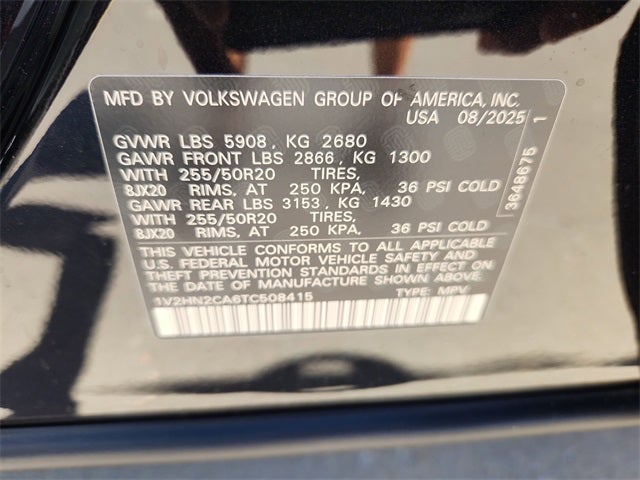 MFD BY VOLKSWAGEN GROUP OF AMERICA, INC.
USA 08/2025
GVWR LBS 5908, KG 2680
GAWR FRONT LBS 2866, KG 1300
WITH 255/50R20 TIRES,
8JX20 RIMS, AT 250 KPA, 36 PSI COLD
GAWR REAR LBS 3153, KG 1430
WITH 255/50R20 TIRES,
8JX20 RIMS, AT 250 KPA, 36 PSI COLD
THIS VEHICLE CONFORMS TO ALL APPLICABLE
U.S. FEDERAL MOTOR VEHICLE SAFETY AND
THEFT PREVENTION STANDARDS IN EFFECT ON
THE DATE OF MANUFACTURE SHOWN ABOVE.
1V2HN2CA6TC508415 TYPE: MPV
3648675 1